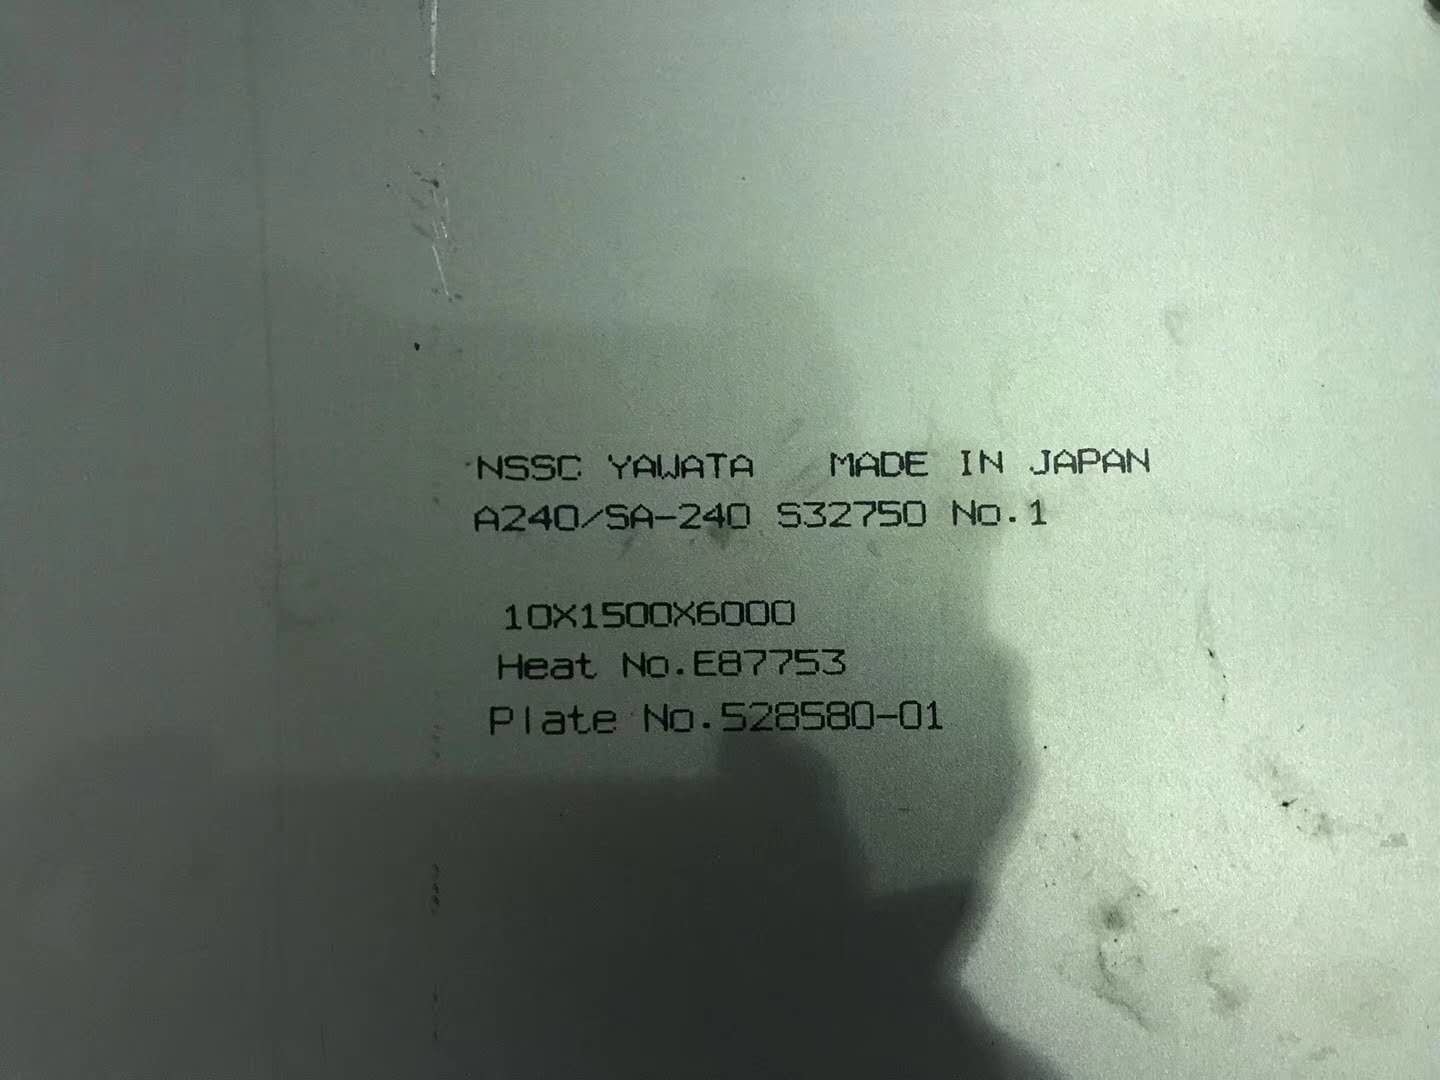 NSSC YAWATA MADE IN JAPAN
A240/SA-240 S32750 No.1
10X1500X6000
Heat No.E87753
Plate No.528580-01